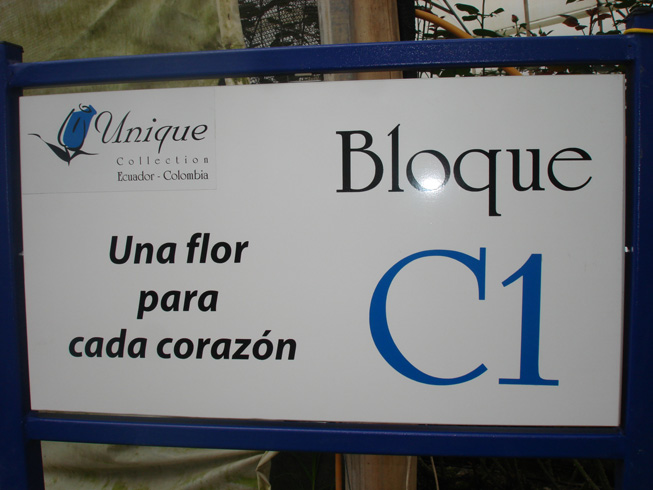 Unique
Collection
Ecuador - Colombia
Una flor
para
cada corazón
Bloque
C1